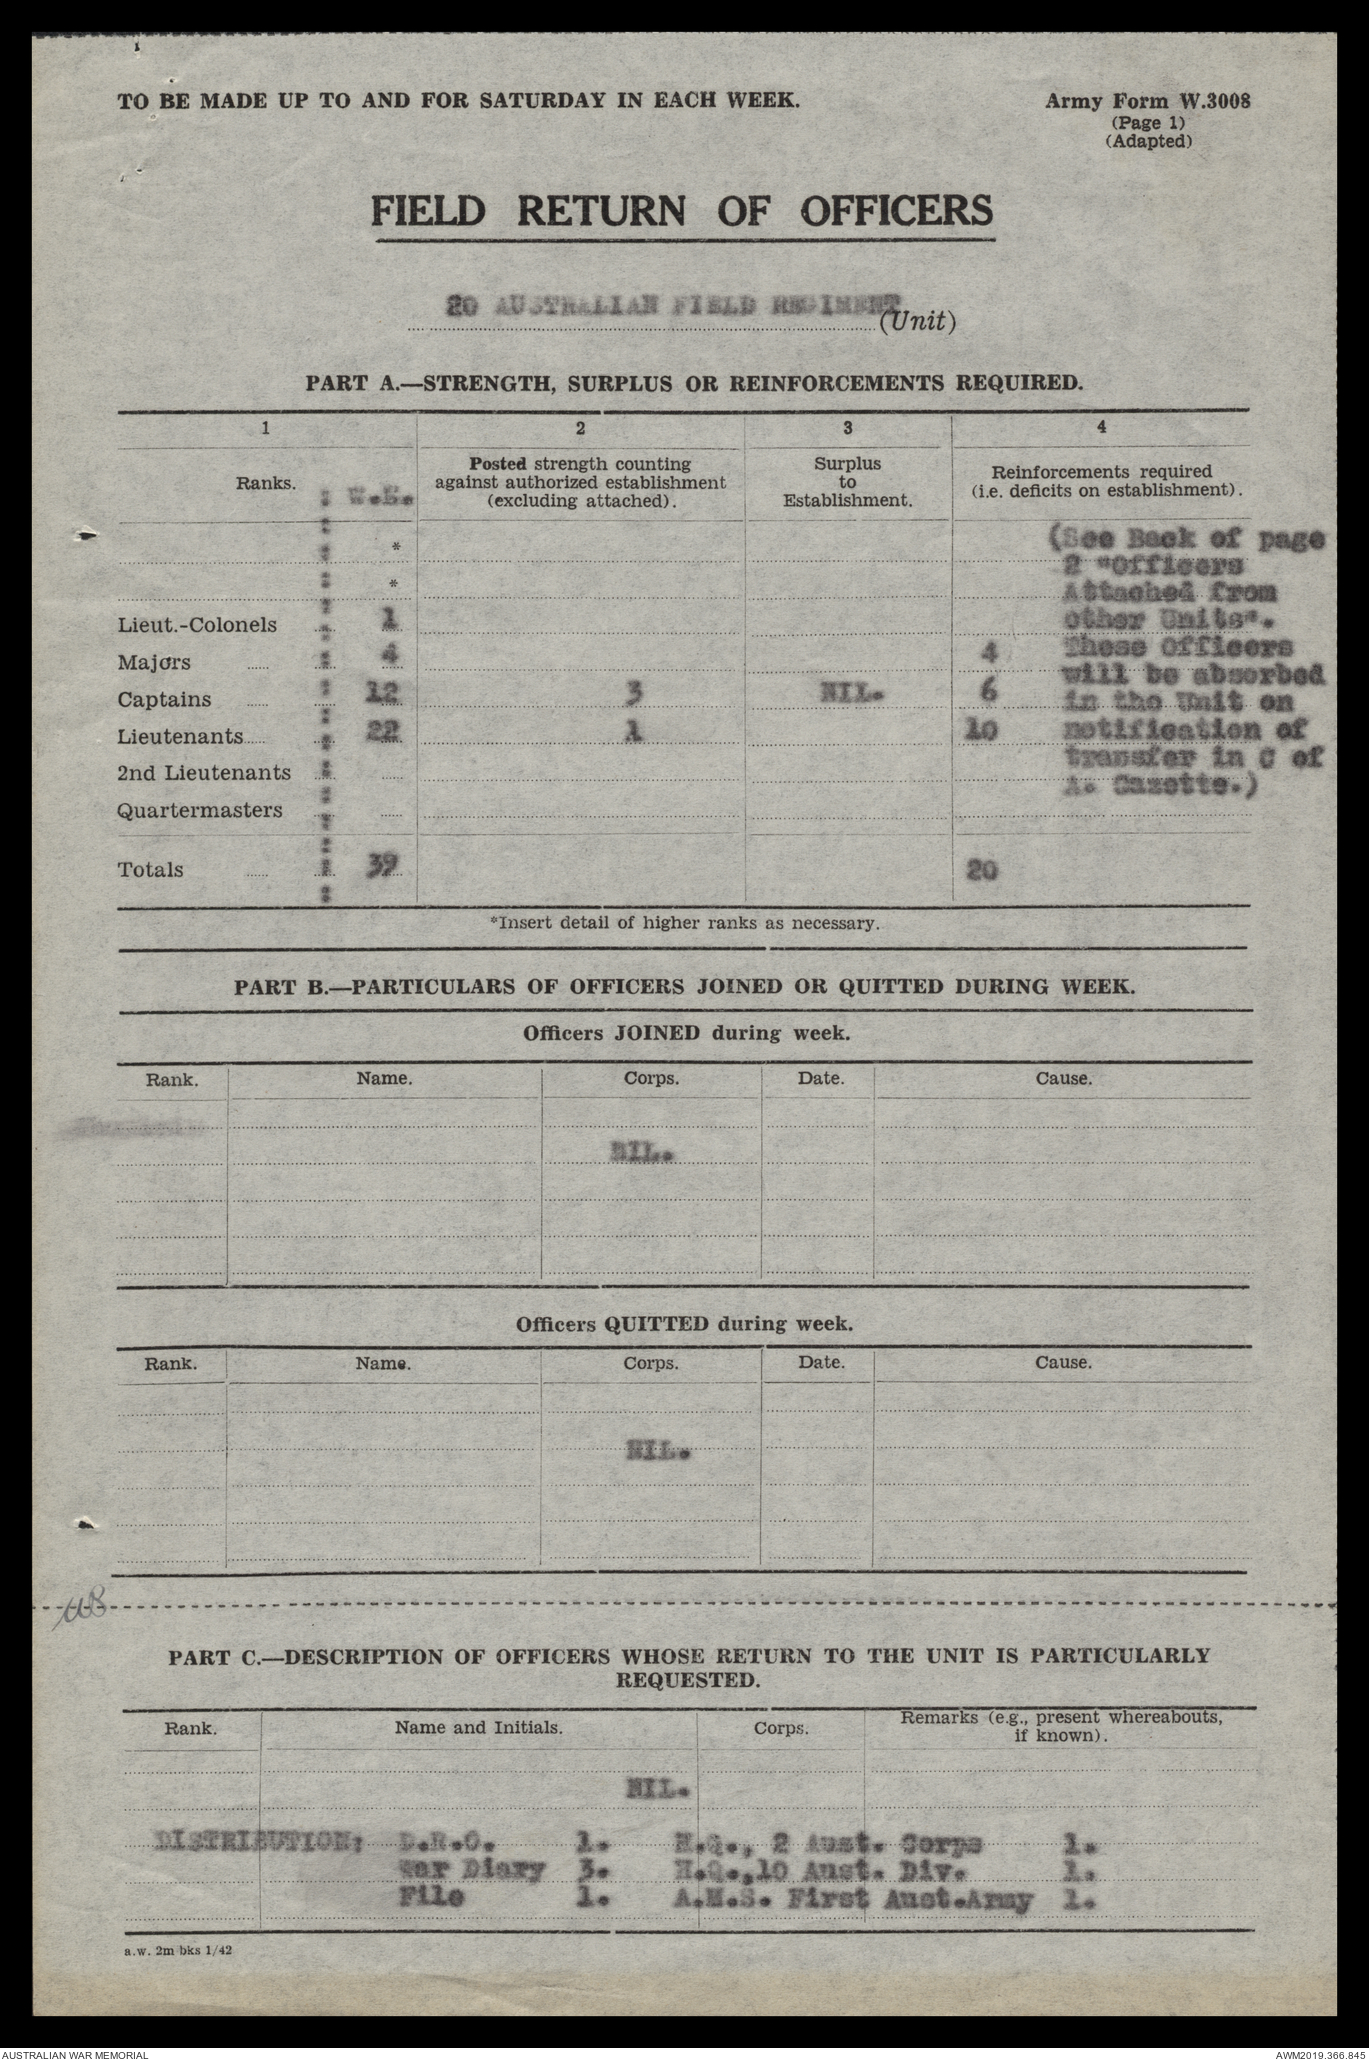 TO BE MADE UP TO AND FOR SATURDAY IN EACH WEEK. Army Form W.3008
(Page 1)
(Adapted)
FIELD RETURN OF OFFICERS
20 AUSTRALIAN FIELD REGIMENT (Unit)
PART A.—STRENGTH, SURPLUS OR REINFORCEMENTS REQUIRED.
1 2 3 4
Ranks. W.E. Posted strength counting against authorized establishment (excluding attached). Surplus to Establishment. Reinforcements required (i.e. deficits on establishment).
*
*
Lieut.-Colonels 1
Majors 4 4
Captains 12 3 NIL. 6
Lieutenants 22 1 10
2nd Lieutenants
Quartermasters
Totals 39 20
(See Back of page
2 "Officers
Attached from
other Units".
These Officers
will be absorbed
in the Unit on
notification of
transfer in C of
A. Gazette.)
*Insert detail of higher ranks as necessary.
PART B.—PARTICULARS OF OFFICERS JOINED OR QUITTED DURING WEEK.
Officers JOINED during week.
Rank. Name. Corps. Date. Cause.
NIL.
Officers QUITTED during week.
Rank. Name. Corps. Date. Cause.
NIL.
PART C.—DESCRIPTION OF OFFICERS WHOSE RETURN TO THE UNIT IS PARTICULARLY
REQUESTED.
Rank. Name and Initials. Corps. Remarks (e.g., present whereabouts, if known).
NIL.
DISTRIBUTION: D.R.O. 1. H.Q., 2 Aust. Corps 1.
War Diary 3. H.Q.,10 Aust. Div. 1.
File 1. A.M.S. First Aust.Army 1.
a.w. 2m bks 1/42
AUSTRALIAN WAR MEMORIAL AWM2019.366.845